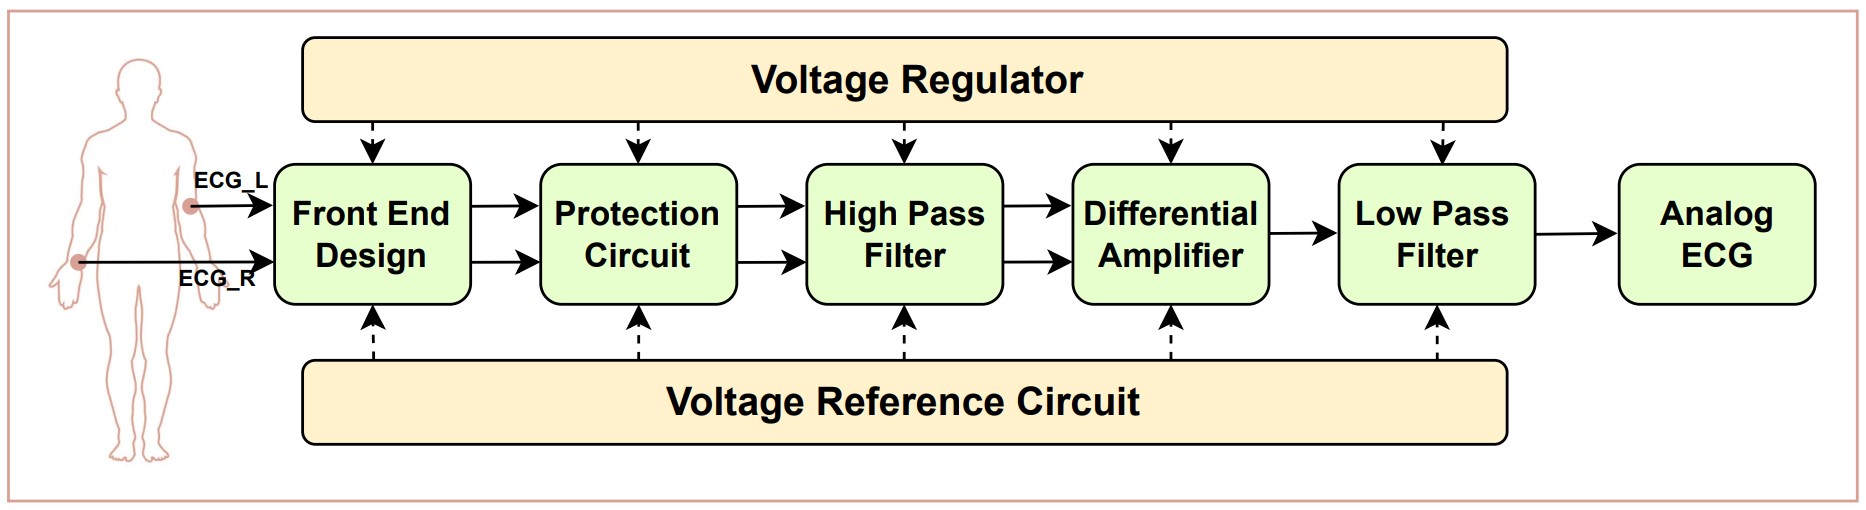 Voltage Regulator
ECG_L
ECG_R
Front End
Design
Protection
Circuit
High Pass
Filter
Differential
Amplifier
Low Pass
Filter
Analog
ECG
Voltage Reference Circuit